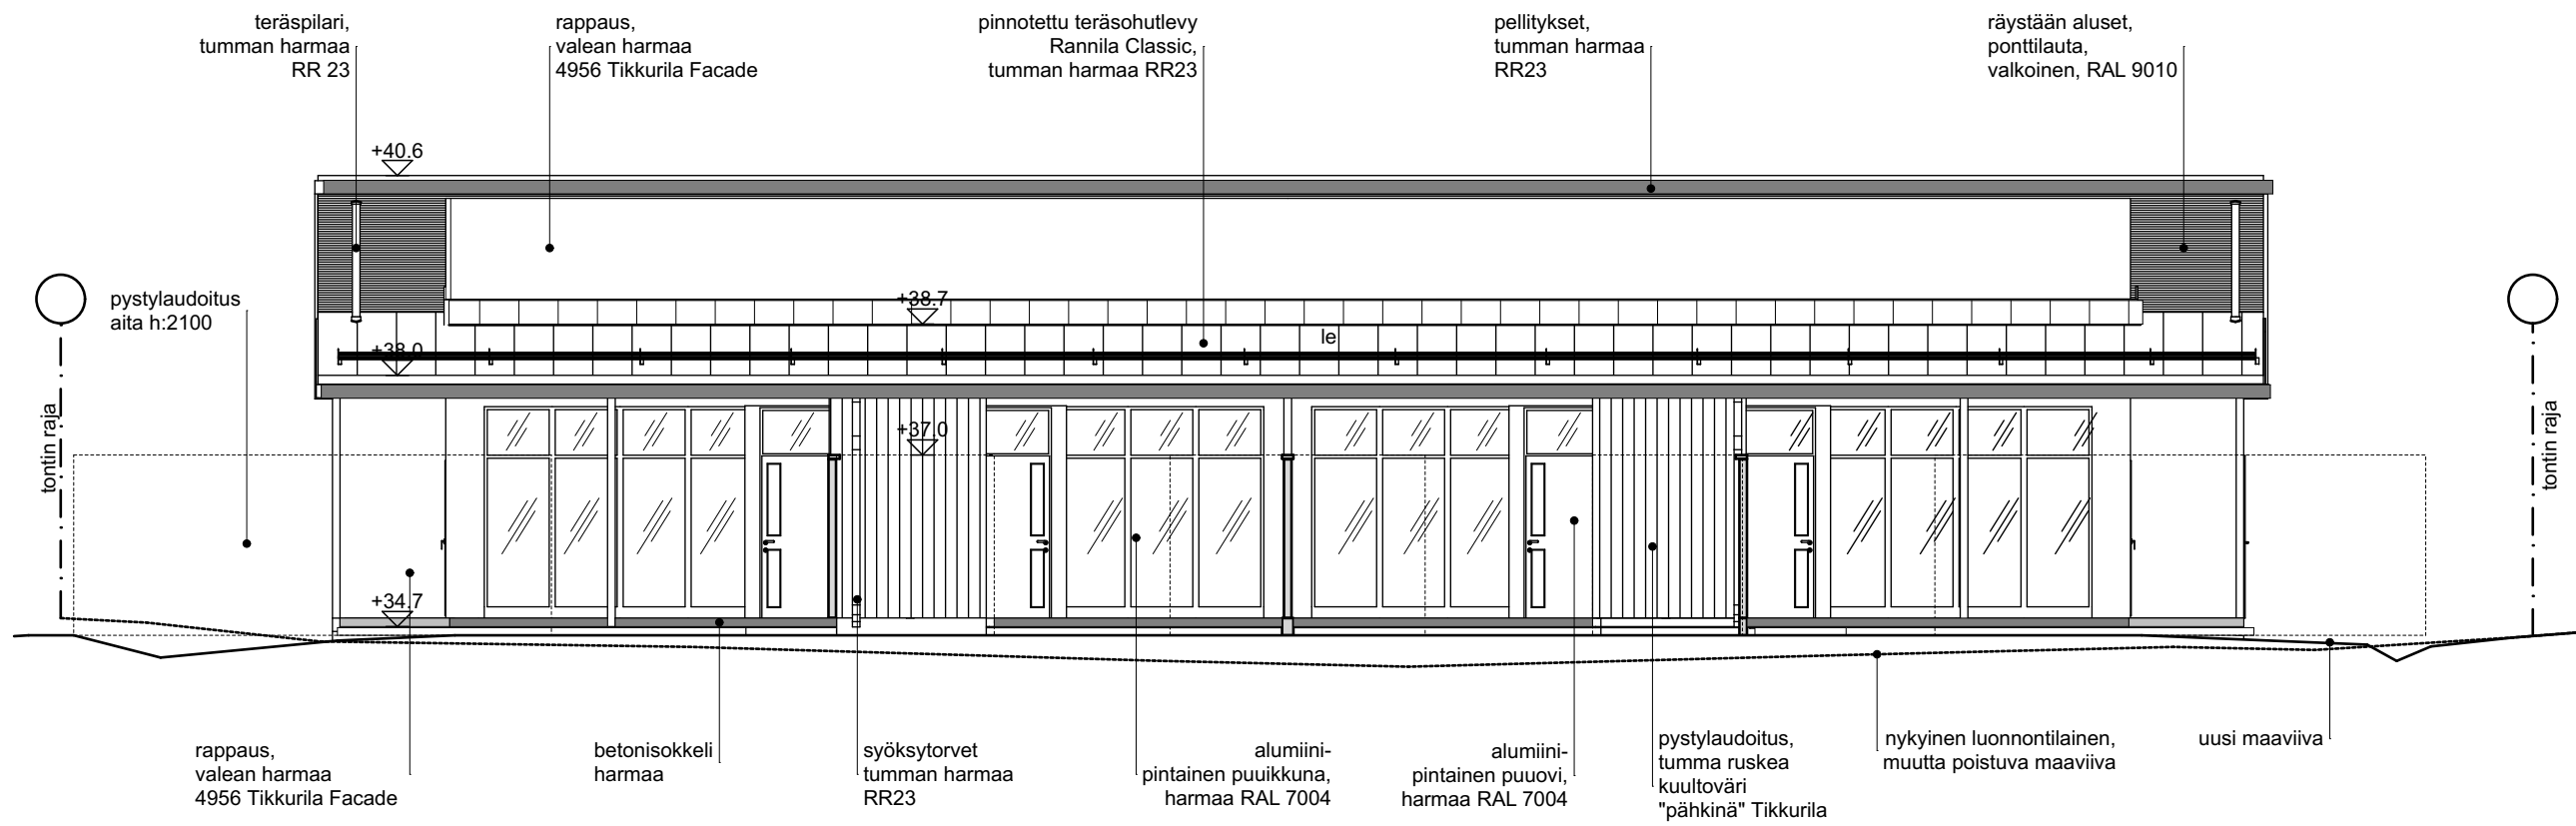 teräspilari,
tumman harmaa
RR 23
rappaus,
valean harmaa
4956 Tikkurila Facade
pinnotettu teräsohutlevy
Rannila Classic,
tumman harmaa RR23
pellitykset,
tumman harmaa
RR23
räystään aluset,
ponttilauta,
valkoinen, RAL 9010
+40.6
pystylaudoitus
aita h:2100
+38.7
le
+38.0
+37.0
tontin raja
tontin raja
+34.7
rappaus,
valean harmaa
4956 Tikkurila Facade
betonisokkeli
harmaa
syöksytorvet
tumman harmaa
RR23
alumiini-
pintainen puuikkuna,
harmaa RAL 7004
alumiini-
pintainen puuovi,
harmaa RAL 7004
pystylaudoitus,
tumma ruskea
kuultoväri
"pähkinä" Tikkurila
nykyinen luonnontilainen,
muutta poistuva maaviiva
uusi maaviiva